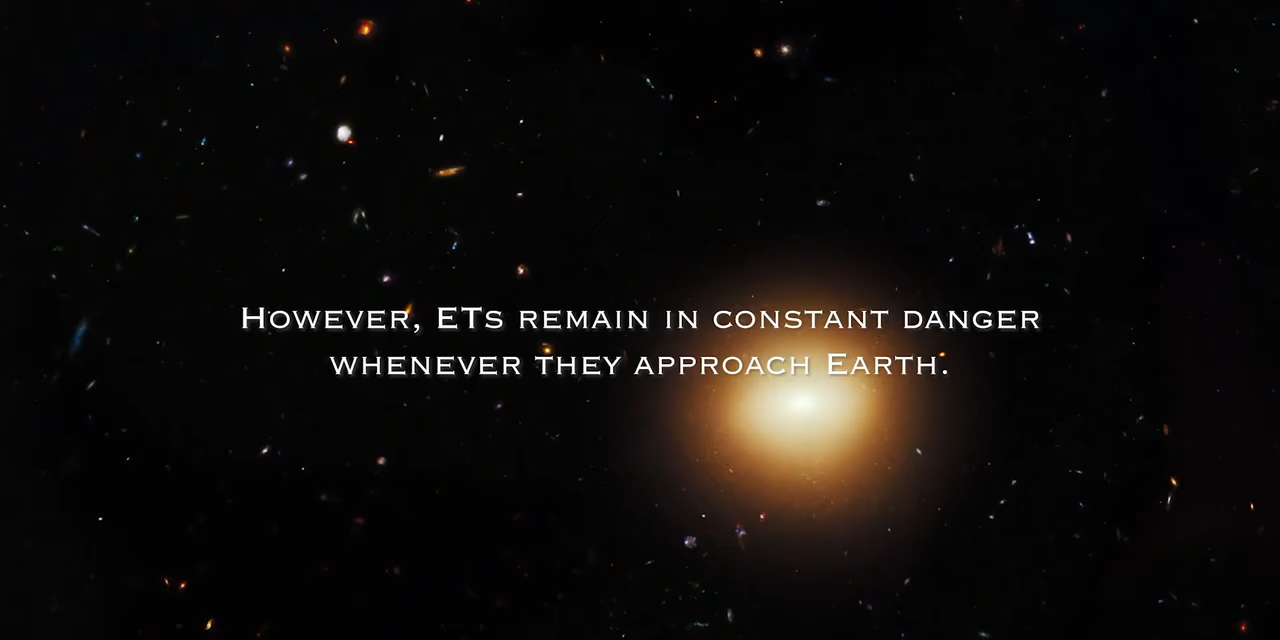 However, ETs remain in constant danger
whenever they approach Earth.